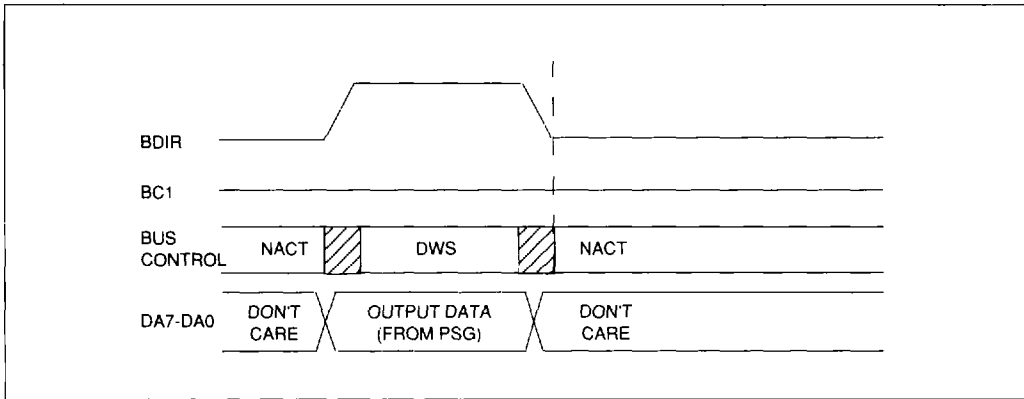 BDIR
BC1
BUS
CONTROL
NACT
DWS
NACT
DA7-DA0
DON'T
CARE
OUTPUT DATA
(FROM PSG)
DON'T
CARE